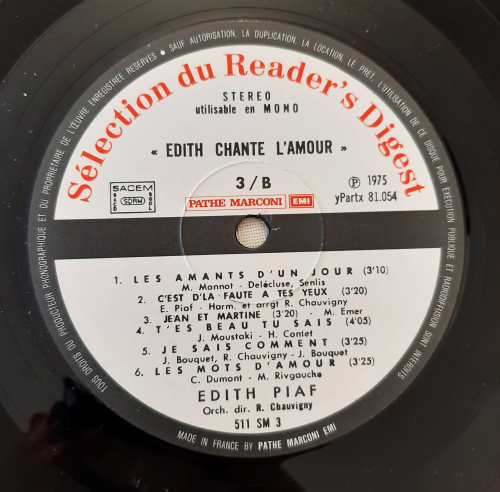 TOUS DROITS DU PRODUCTEUR PHONOGRAPHIQUE ET DU PROPRIETAIRE DE L'ŒUVRE ENREGISTREE RESERVES • SAUF AUTORISATION, LA DUPLICATION, LA LOCATION, LE PRET, L'UTILISATION DE CE DISQUE POUR EXECUTION PUBLIQUE ET RADIODIFFUSION SONT INTERDITS
Sélection du Reader's Digest
STEREO
utilisable en MONO
« EDITH CHANTE L'AMOUR »
SACEM
SDRM
3/B
℗ 1975
yPartx 81.054
PATHE MARCONI EMI
1. LES AMANTS D'UN JOUR (3'10)
M. Monnot - Delécluse, Senlis
2. C'EST D'LA FAUTE A TES YEUX (3'20)
E. Piaf - Harm. et arrgt R. Chauvigny
3. JEAN ET MARTINE (3'20) - M. Emer
4. T'ES BEAU TU SAIS (4'05)
J. Moustaki - H. Contet
5. JE SAIS COMMENT (3'25)
J. Bouquet, R. Chauvigny - J. Bouquet
6. LES MOTS D'AMOUR (3'25)
C. Dumont - M. Rivgauche
EDITH PIAF
Orch. dir. R. Chauvigny
511 SM 3
MADE IN FRANCE BY PATHE MARCONI EMI